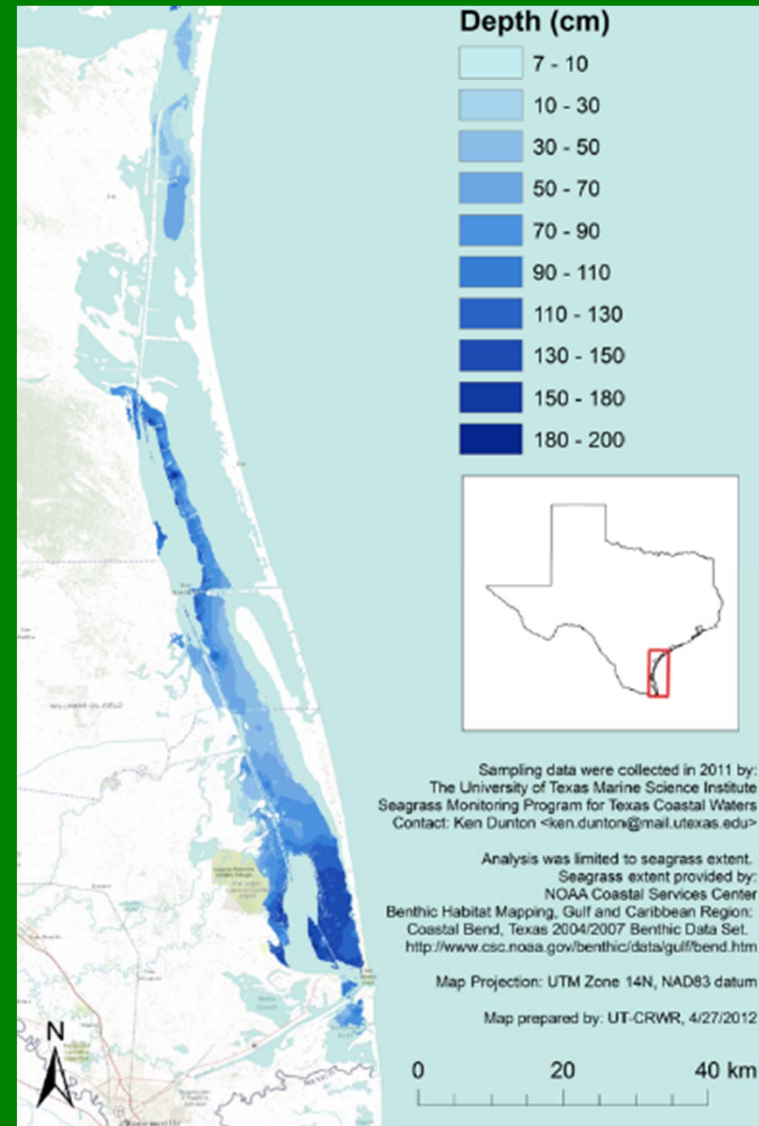 Depth (cm)
7 - 10
10 - 30
30 - 50
50 - 70
70 - 90
90 - 110
110 - 130
130 - 150
150 - 180
180 - 200
Sampling data were collected in 2011 by:
The University of Texas Marine Science Institute
Seagrass Monitoring Program for Texas Coastal Waters
Contact: Ken Dunton <ken.dunton@mail.utexas.edu>
Analysis was limited to seagrass extent.
Seagrass extent provided by:
NOAA Coastal Services Center
Benthic Habitat Mapping, Gulf and Caribbean Region:
Coastal Bend, Texas 2004/2007 Benthic Data Set.
http://www.csc.noaa.gov/benthic/data/gulf/bend.htm
Map Projection: UTM Zone 14N, NAD83 datum
Map prepared by: UT-CRWR, 4/27/2012
N
0 20 40 km